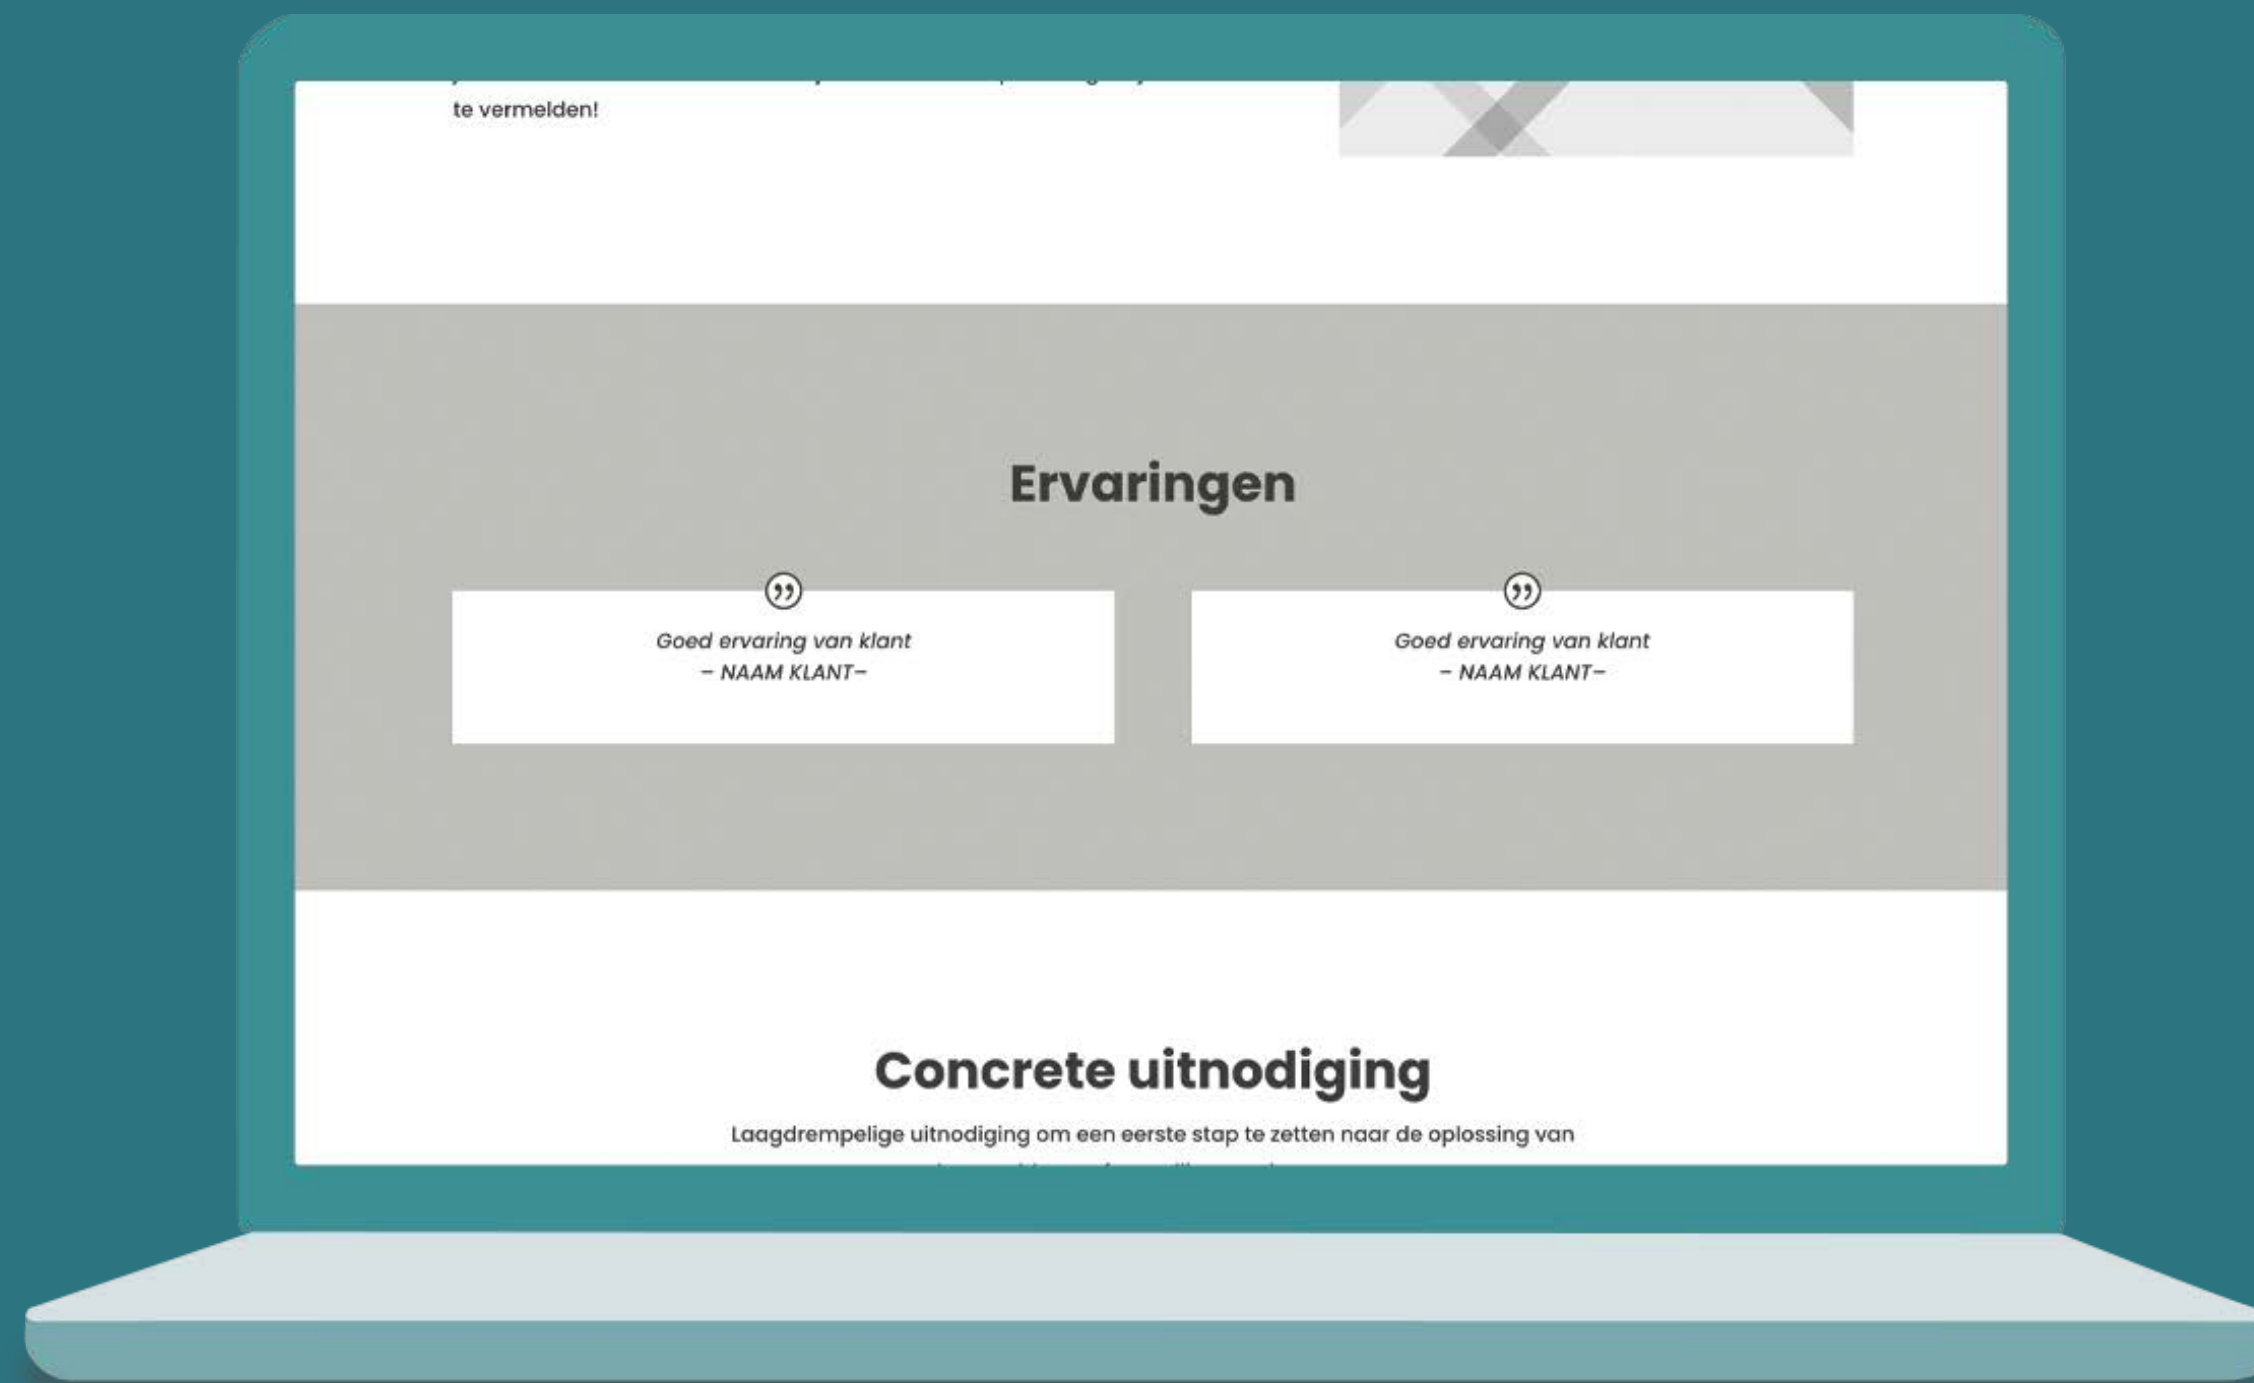 te vermelden!
Ervaringen
Goed ervaring van klant
– NAAM KLANT–
Goed ervaring van klant
– NAAM KLANT–
Concrete uitnodiging
Laagdrempelige uitnodiging om een eerste stap te zetten naar de oplossing van